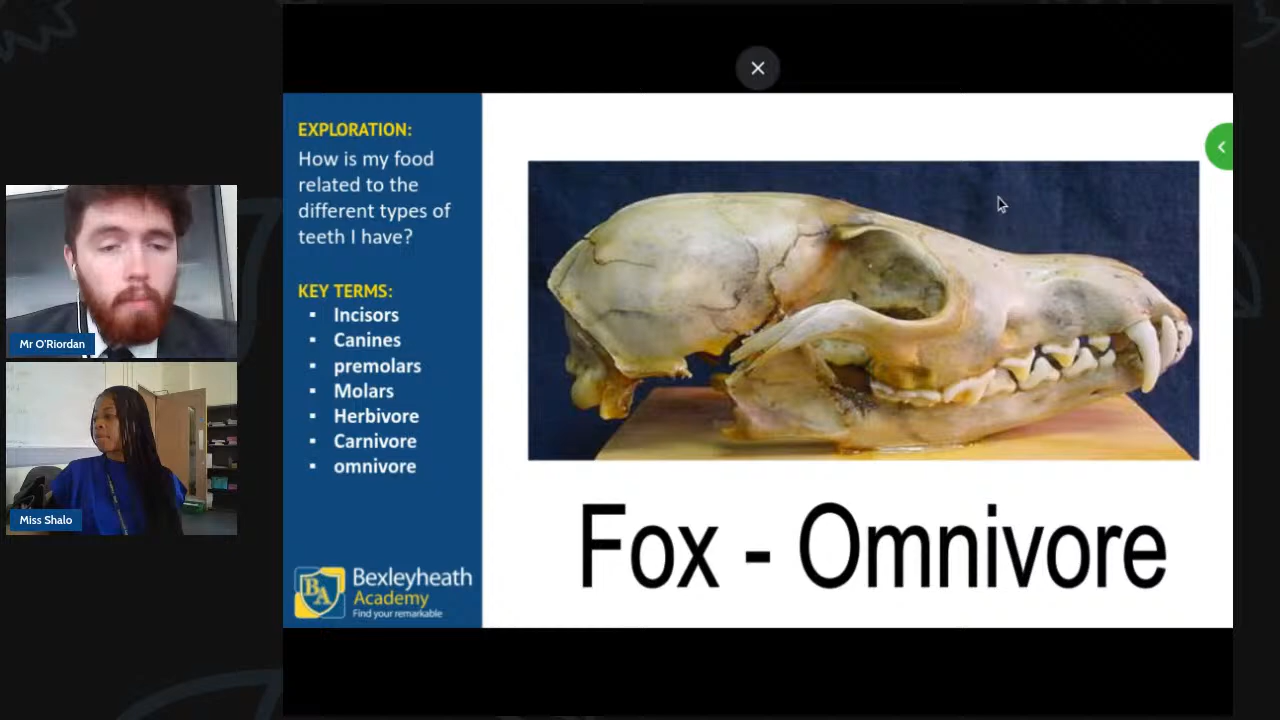 EXPLORATION:
How is my food
related to the
different types of
teeth I have?
KEY TERMS:
▪ Incisors
▪ Canines
▪ premolars
▪ Molars
▪ Herbivore
▪ Carnivore
▪ omnivore
BA
Bexleyheath
Academy
Find your remarkable
Fox - Omnivore
Mr O'Riordan
Miss Shalo